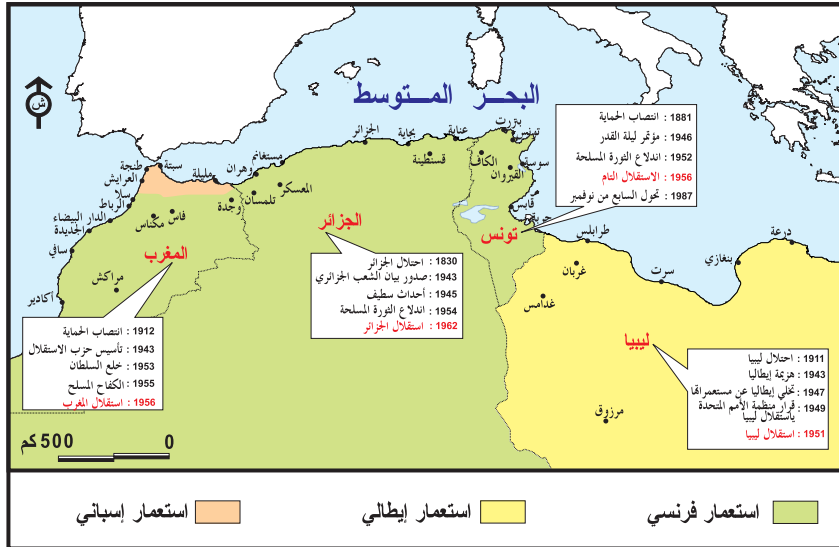 البحـــر المـــتوسط
ش
1881 : انتصاب الحماية
1946 : مؤتمر ليلة القدر
1952 : اندلاع الثورة المسلحة
1956 : الاستقلال التام
1987 : تحول السابع من نوفمبر
بنزرت
تونس
عنابة
بجاية
الجزائر
مستغانم
وهران
سبتة
مليلة
طنجة
العرايش
سلا
الرباط
الدار البيضاء
الجديدة
سافي
أكادير
مراكش
مكناس
فاس
وجدة
تلمسان
المعسكر
قسنطينة
الكاف
سوسة
القيروان
قابس
جربة
طرابلس
غريان
غدامس
سرت
بنغازي
درعة
مرزوق
المغرب
الجزائر
تونس
ليبيا
1830 : احتلال الجزائر
1943 : صدور بيان الشعب الجزائري
1945 : أحداث سطيف
1954 : اندلاع الثورة المسلحة
1962 : استقلال الجزائر
1912 : انتصاب الحماية
1943 : تأسيس حزب الاستقلال
1953 : خلع السلطان
1955 : الكفاح المسلح
1956 : استقلال المغرب
1911 : احتلال ليبيا
1943 : هزيمة إيطاليا
1947 : تخلي إيطاليا عن مستعمراتها
1949 : قرار منظمة الأمم المتحدة
باستقلال ليبيا
1951 : استقلال ليبيا
0 500 كم
استعمار فرنسي
استعمار إيطالي
استعمار إسباني